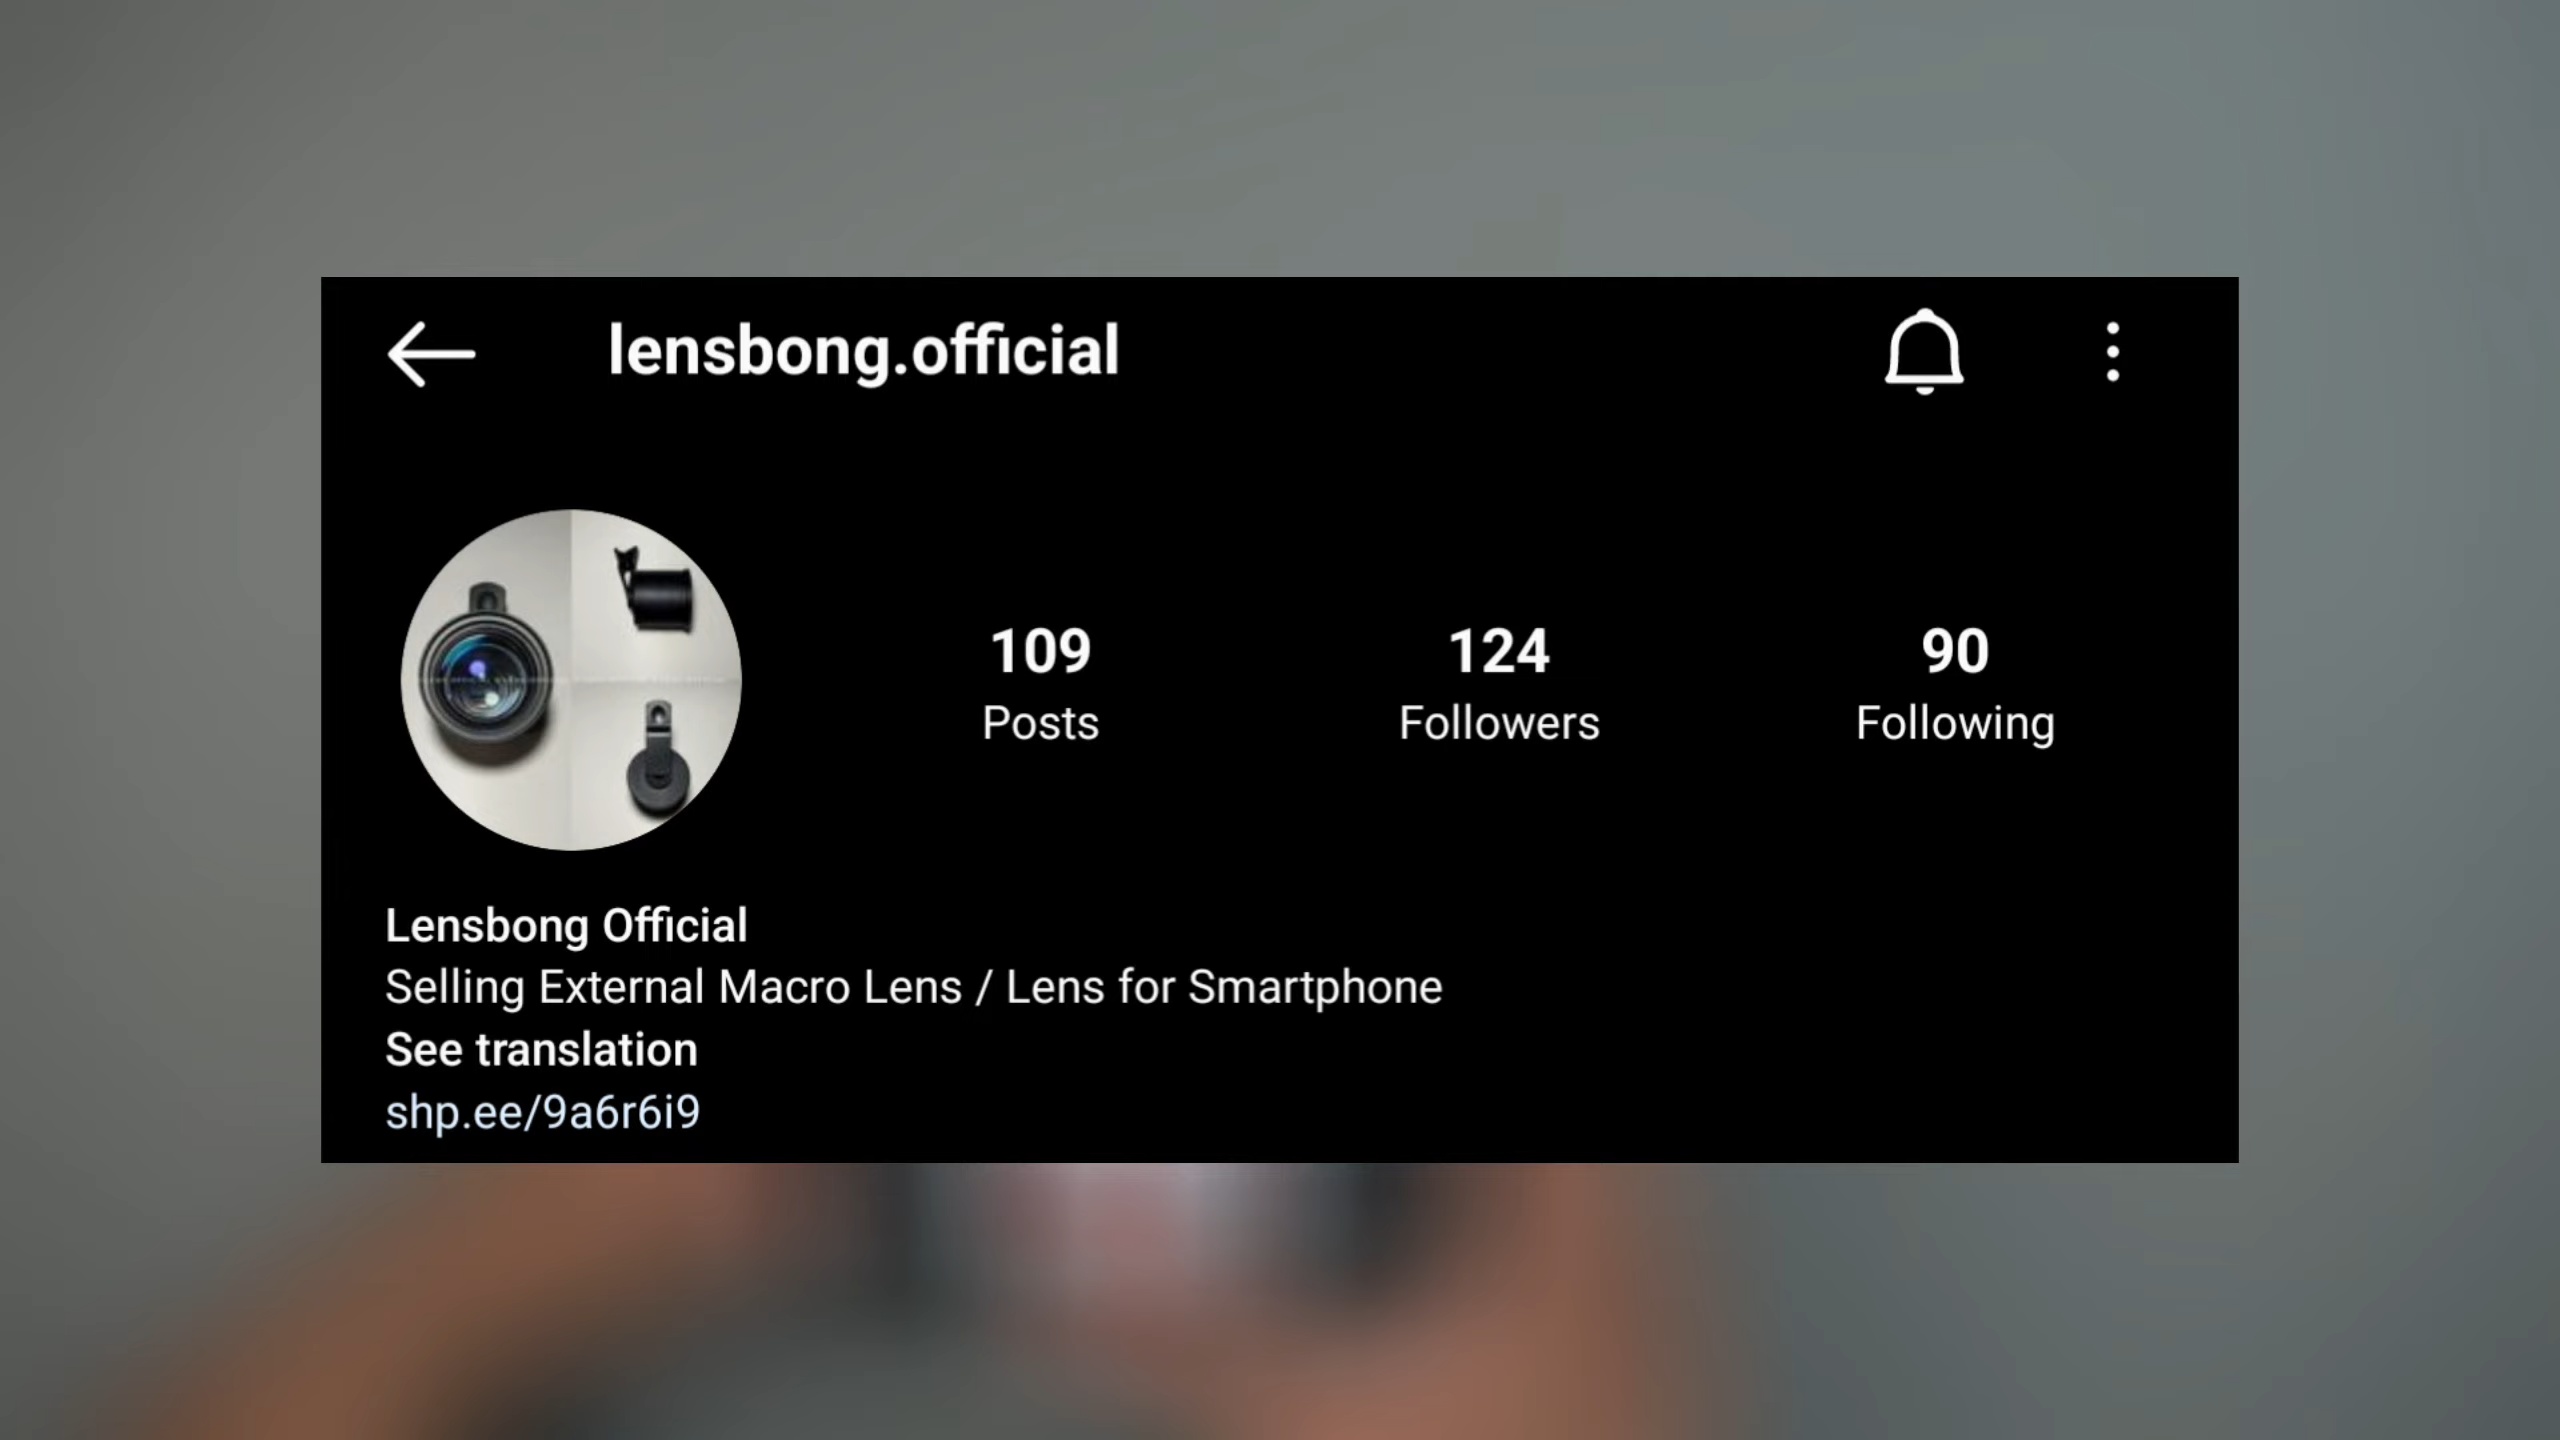 lensbong.official
109
Posts
124
Followers
90
Following
Lensbong Official
Selling External Macro Lens / Lens for Smartphone
See translation
shp.ee/9a6r6i9